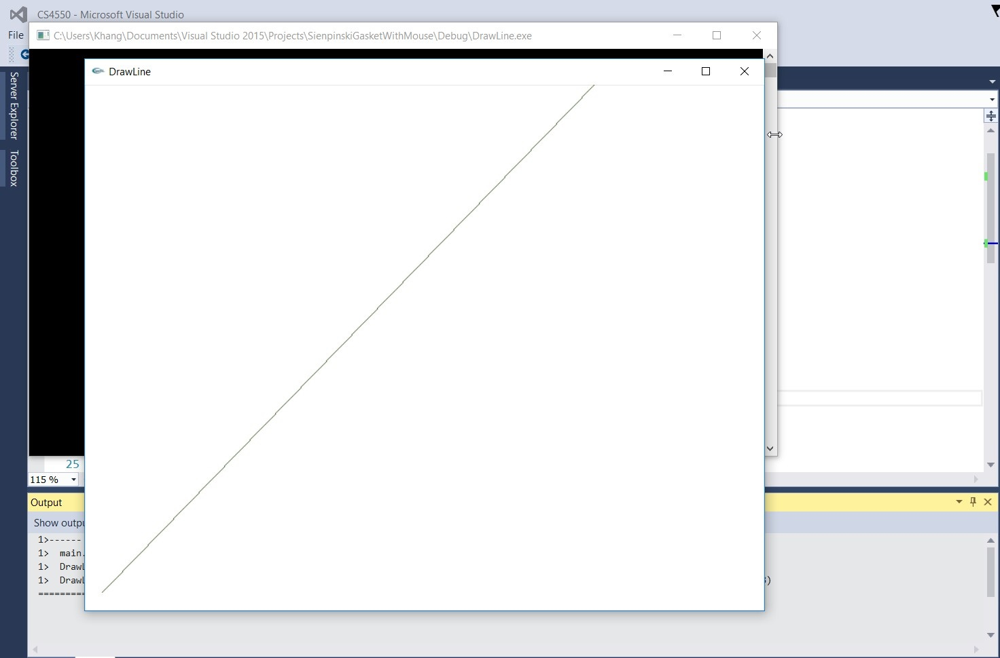 CS4550 - Microsoft Visual Studio
File
C:\Users\Khang\Documents\Visual Studio 2015\Projects\SienpinskiGasketWithMouse\Debug\DrawLine.exe
DrawLine
Server Explorer
Toolbox
25
115 %
Output
Show outpu
1>------
1> main.
1> DrawL
1> DrawL
)
==========